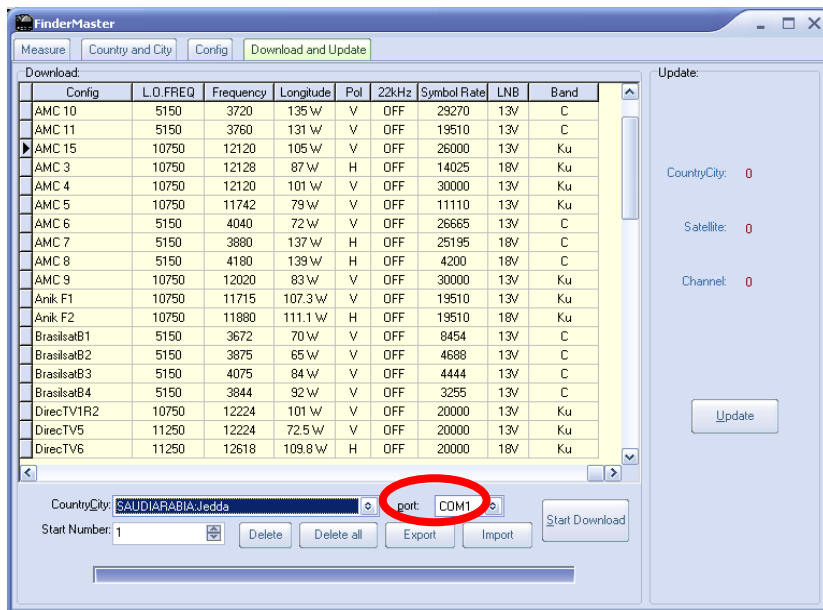 FinderMaster
Measure Country and City Config Download and Update
Download:
Config L.O.FREQ Frequency Longitude Pol 22kHz Symbol Rate LNB Band
AMC 10 5150 3720 135 W V OFF 29270 13V C
AMC 11 5150 3760 131 W V OFF 19510 13V C
AMC 15 10750 12120 105 W V OFF 26000 13V Ku
AMC 3 10750 12128 87 W H OFF 14025 18V Ku
AMC 4 10750 12120 101 W V OFF 30000 13V Ku
AMC 5 10750 11742 79 W V OFF 11110 13V Ku
AMC 6 5150 4040 72 W V OFF 26665 13V C
AMC 7 5150 3880 137 W H OFF 25195 18V C
AMC 8 5150 4180 139 W H OFF 4200 18V C
AMC 9 10750 12020 83 W V OFF 30000 13V Ku
Anik F1 10750 11715 107.3 W V OFF 19510 13V Ku
Anik F2 10750 11880 111.1 W H OFF 19510 18V Ku
BrasilsatB1 5150 3672 70 W V OFF 8454 13V C
BrasilsatB2 5150 3875 65 W V OFF 4688 13V C
BrasilsatB3 5150 4075 84 W V OFF 4444 13V C
BrasilsatB4 5150 3844 92 W V OFF 3255 13V C
DirecTV1R2 10750 12224 101 W V OFF 20000 13V Ku
DirecTV5 11250 12224 72.5 W V OFF 20000 13V Ku
DirecTV6 11250 12618 109.8 W H OFF 20000 18V Ku
CountryCity: SAUDIARABIA:Jedda port: COM1
Start Number: 1 Delete Delete all Export Import Start Download
Update:
CountryCity: 0
Satellite: 0
Channel: 0
Update